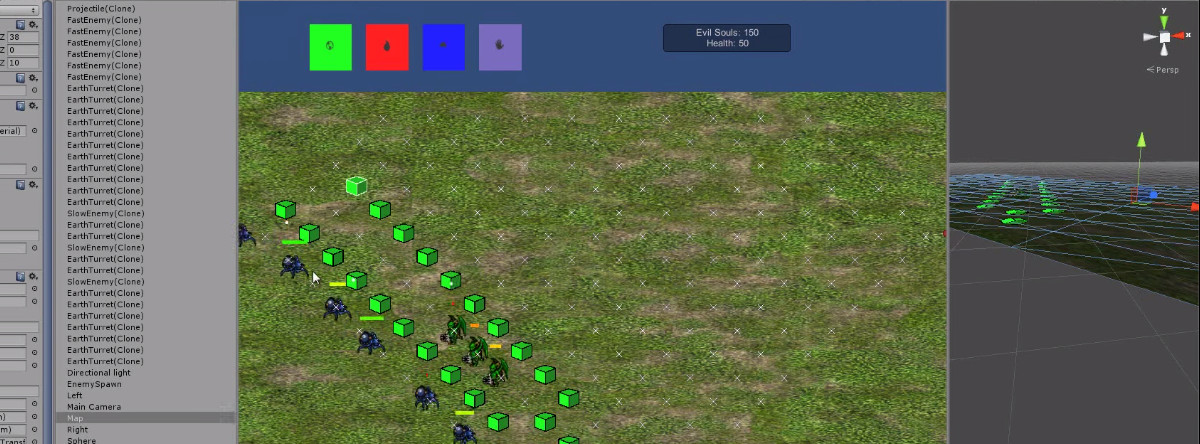 Z 38
Z 0
Z 10
erial)
Projectile(Clone)
FastEnemy(Clone)
FastEnemy(Clone)
FastEnemy(Clone)
FastEnemy(Clone)
FastEnemy(Clone)
FastEnemy(Clone)
EarthTurret(Clone)
EarthTurret(Clone)
EarthTurret(Clone)
EarthTurret(Clone)
EarthTurret(Clone)
EarthTurret(Clone)
EarthTurret(Clone)
EarthTurret(Clone)
EarthTurret(Clone)
EarthTurret(Clone)
EarthTurret(Clone)
SlowEnemy(Clone)
EarthTurret(Clone)
EarthTurret(Clone)
SlowEnemy(Clone)
EarthTurret(Clone)
EarthTurret(Clone)
SlowEnemy(Clone)
EarthTurret(Clone)
EarthTurret(Clone)
EarthTurret(Clone)
EarthTurret(Clone)
EarthTurret(Clone)
EarthTurret(Clone)
EarthTurret(Clone)
Directional light
EnemySpawn
Left
Main Camera
Map
Right
Sphere
Evil Souls: 150
Health: 50
y
x
Persp